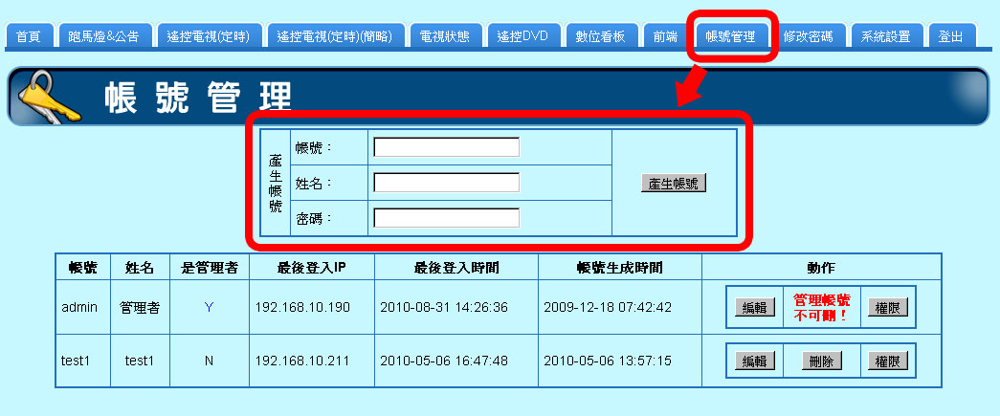 首頁 跑馬燈&公告 遙控電視(定時) 遙控電視(定時)(簡略) 電視狀態 遙控DVD 數位看板 前端 帳號管理 修改密碼 系統設置 登出
帳號管理
產生帳號
帳號：
姓名：
密碼：
產生帳號
帳號 姓名 是管理者 最後登入IP 最後登入時間 帳號生成時間 動作
admin 管理者 Y 192.168.10.190 2010-08-31 14:26:36 2009-12-18 07:42:42 編輯 管理帳號 權限
不可刪！
test1 test1 N 192.168.10.211 2010-05-06 16:47:48 2010-05-06 13:57:15 編輯 刪除 權限